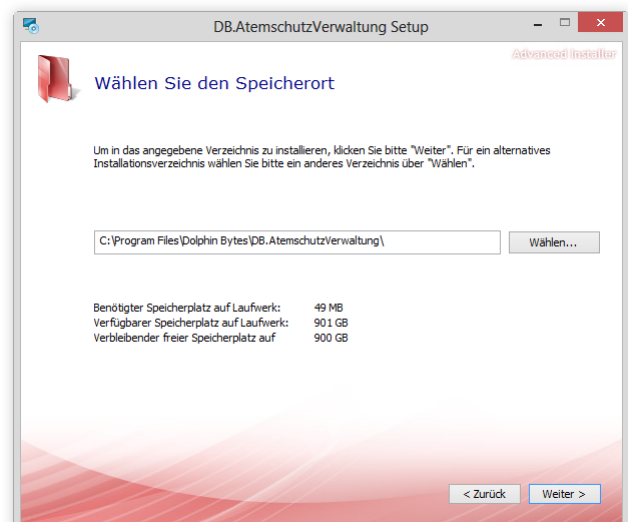 DB.AtemschutzVerwaltung Setup
Advanced Installer
Wählen Sie den Speicherort
Um in das angegebene Verzeichnis zu installieren, klicken Sie bitte "Weiter". Für ein alternatives
Installationsverzeichnis wählen Sie bitte ein anderes Verzeichnis über "Wählen".
C:\Program Files\Dolphin Bytes\DB.AtemschutzVerwaltung\
Wählen...
Benötigter Speicherplatz auf Laufwerk: 49 MB
Verfügbarer Speicherplatz auf Laufwerk: 901 GB
Verbleibender freier Speicherplatz auf 900 GB
< Zurück
Weiter >